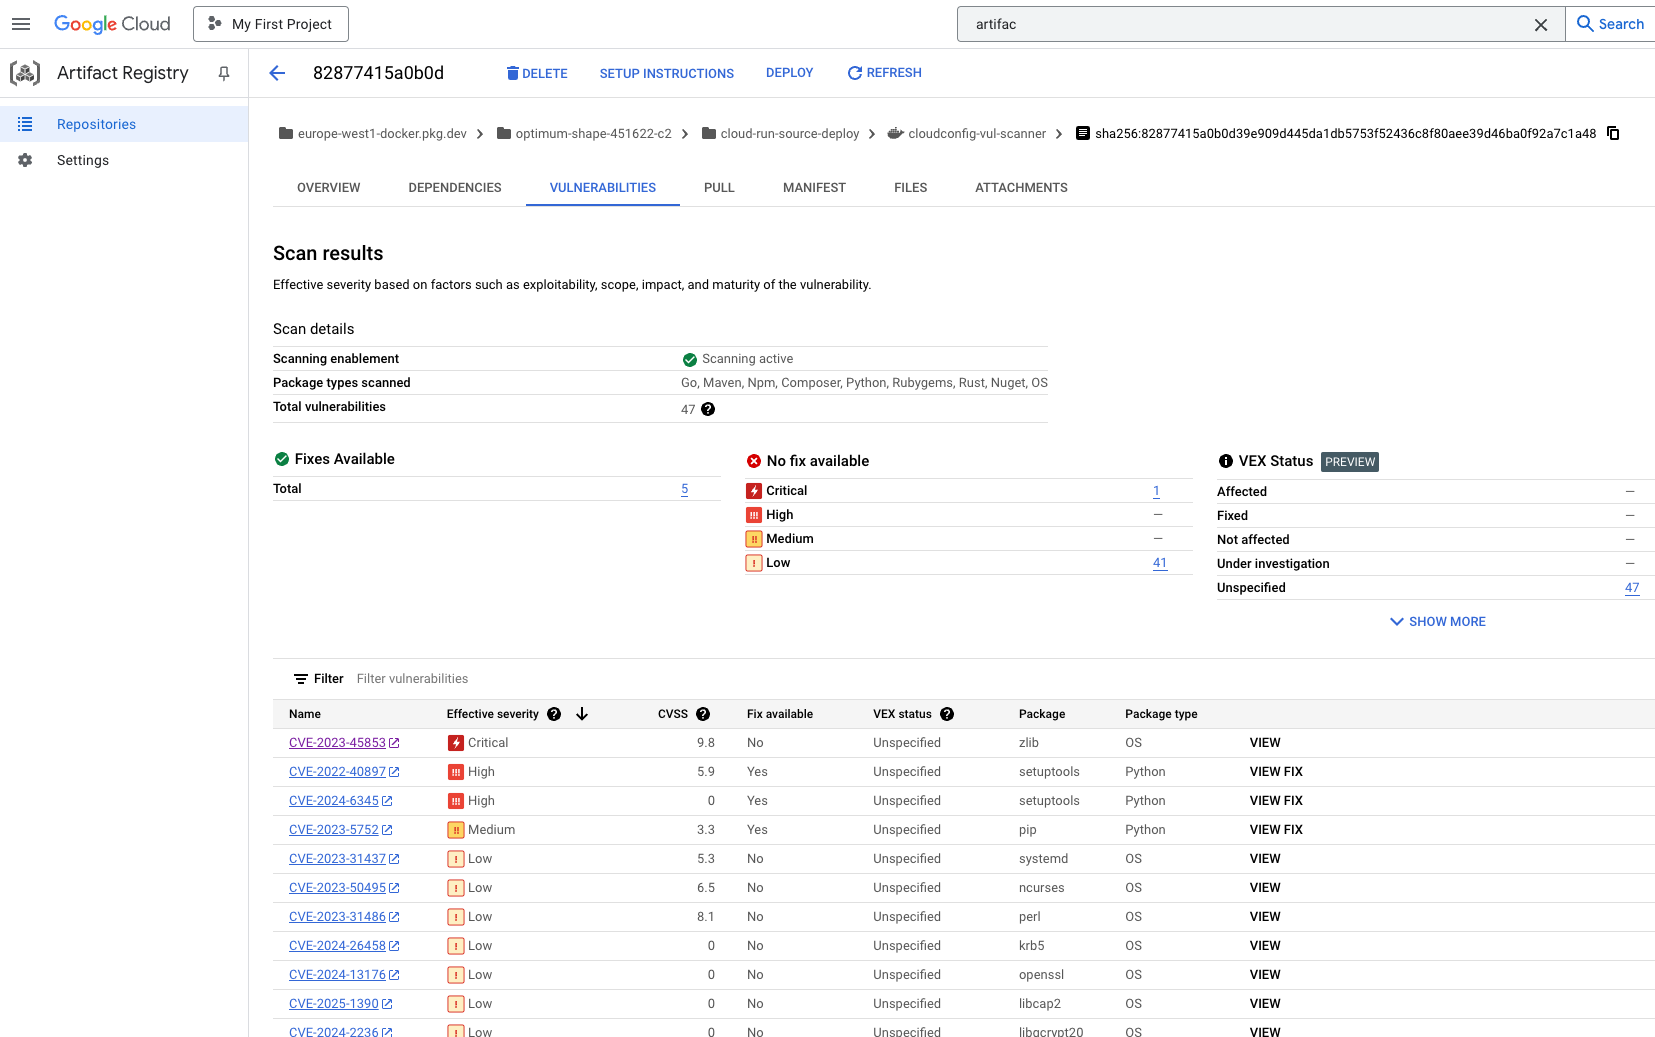 Google Cloud
My First Project
artifac
Search
Artifact Registry
82877415a0b0d
DELETE
SETUP INSTRUCTIONS
DEPLOY
REFRESH
Repositories
Settings
europe-west1-docker.pkg.dev
optimum-shape-451622-c2
cloud-run-source-deploy
cloudconfig-vul-scanner
sha256:82877415a0b0d39e909d445da1db5753f52436c8f80aee39d46ba0f92a7c1a48
OVERVIEW
DEPENDENCIES
VULNERABILITIES
PULL
MANIFEST
FILES
ATTACHMENTS
Scan results
Effective severity based on factors such as exploitability, scope, impact, and maturity of the vulnerability.
Scan details
Scanning enablement Scanning active
Package types scanned Go, Maven, Npm, Composer, Python, Rubygems, Rust, Nuget, OS
Total vulnerabilities 47
Fixes Available
Total 5
No fix available
Critical 1
High —
Medium —
Low 41
VEX Status PREVIEW
Affected —
Fixed —
Not affected —
Under investigation —
Unspecified 47
SHOW MORE
Filter Filter vulnerabilities
Name Effective severity CVSS Fix available VEX status Package Package type
CVE-2023-45853 Critical 9.8 No Unspecified zlib OS VIEW
CVE-2022-40897 High 5.9 Yes Unspecified setuptools Python VIEW FIX
CVE-2024-6345 High 0 Yes Unspecified setuptools Python VIEW FIX
CVE-2023-5752 Medium 3.3 Yes Unspecified pip Python VIEW FIX
CVE-2023-31437 Low 5.3 No Unspecified systemd OS VIEW
CVE-2023-50495 Low 6.5 No Unspecified ncurses OS VIEW
CVE-2023-31486 Low 8.1 No Unspecified perl OS VIEW
CVE-2024-26458 Low 0 No Unspecified krb5 OS VIEW
CVE-2024-13176 Low 0 No Unspecified openssl OS VIEW
CVE-2025-1390 Low 0 No Unspecified libcap2 OS VIEW
CVE-2024-2236 Low 0 No Unspecified libgcrypt20 OS VIEW